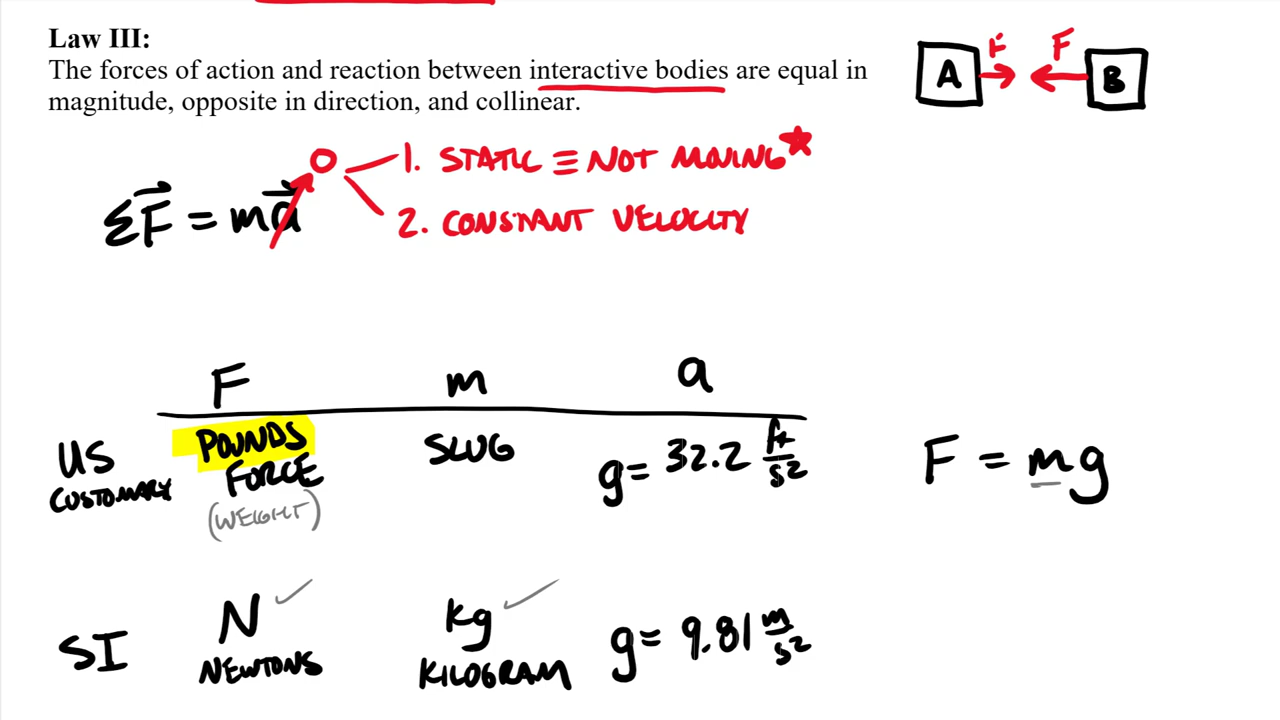 Law III:
The forces of action and reaction between interactive bodies are equal in
magnitude, opposite in direction, and collinear.
A F F B
ΣF = ma 0
1. STATIC ≡ NOT MOVING★
2. CONSTANT VELOCITY
F m a
US
CUSTOMARY
POUNDS
FORCE
(WEIGHT)
SLUG
g = 32.2 ft/s²
F = mg
SI
N ✓
NEWTONS
kg ✓
KILOGRAM
g = 9.81 m/s²